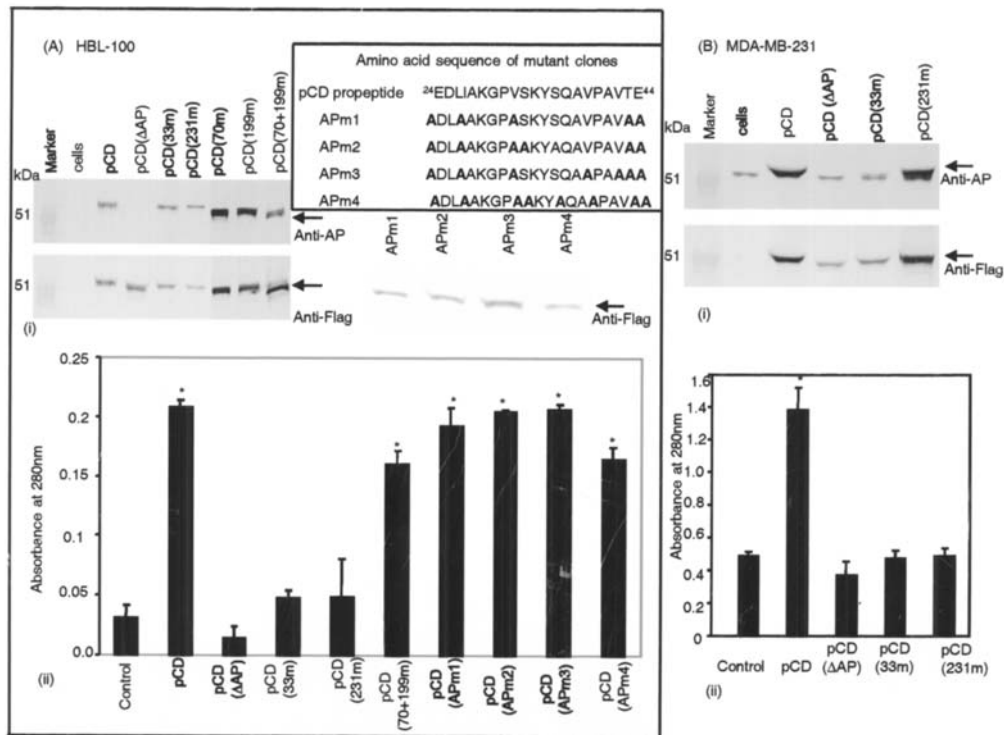 (A) HBL-100
kDa
Marker
cells
pCD
pCD(ΔAP)
pCD(33m)
pCD(231m)
pCD(70m)
pCD(199m)
pCD(70+199m)
51
Anti-AP
51
Anti-Flag
(i)
Amino acid sequence of mutant clones
pCD propeptide ²⁴EDLIAKGPVSKYSQAVPAVTE⁴⁴
APm1 ADLAAKGPASKYSQAVPAVAA
APm2 ADLAAKGPAAKYSQAVPAVAA
APm3 ADLAAKGPASKYSQAAPAAAA
APm4 ADLAAKGPAAKYAQAAPAVAA
APm1
APm2
APm3
APm4
Anti-Flag
Absorbance at 280nm
0.25
0.2
0.15
0.1
0.05
0.0
* * * * * *
(ii)
Control
pCD
pCD (ΔAP)
pCD (33m)
pCD (231m)
pCD (70+199m)
pCD (APm1)
pCD (APm2)
pCD (APm3)
pCD (APm4)
(B) MDA-MB-231
kDa
Marker
cells
pCD
pCD (ΔAP)
pCD(33m)
pCD(231m)
51
Anti-AP
51
Anti-Flag
(i)
Absorbance at 280nm
1.6
1.4
1.2
1.0
0.8
0.6
0.4
0.2
0
*
Control
pCD
pCD (ΔAP)
pCD (33m)
pCD (231m)
(ii)